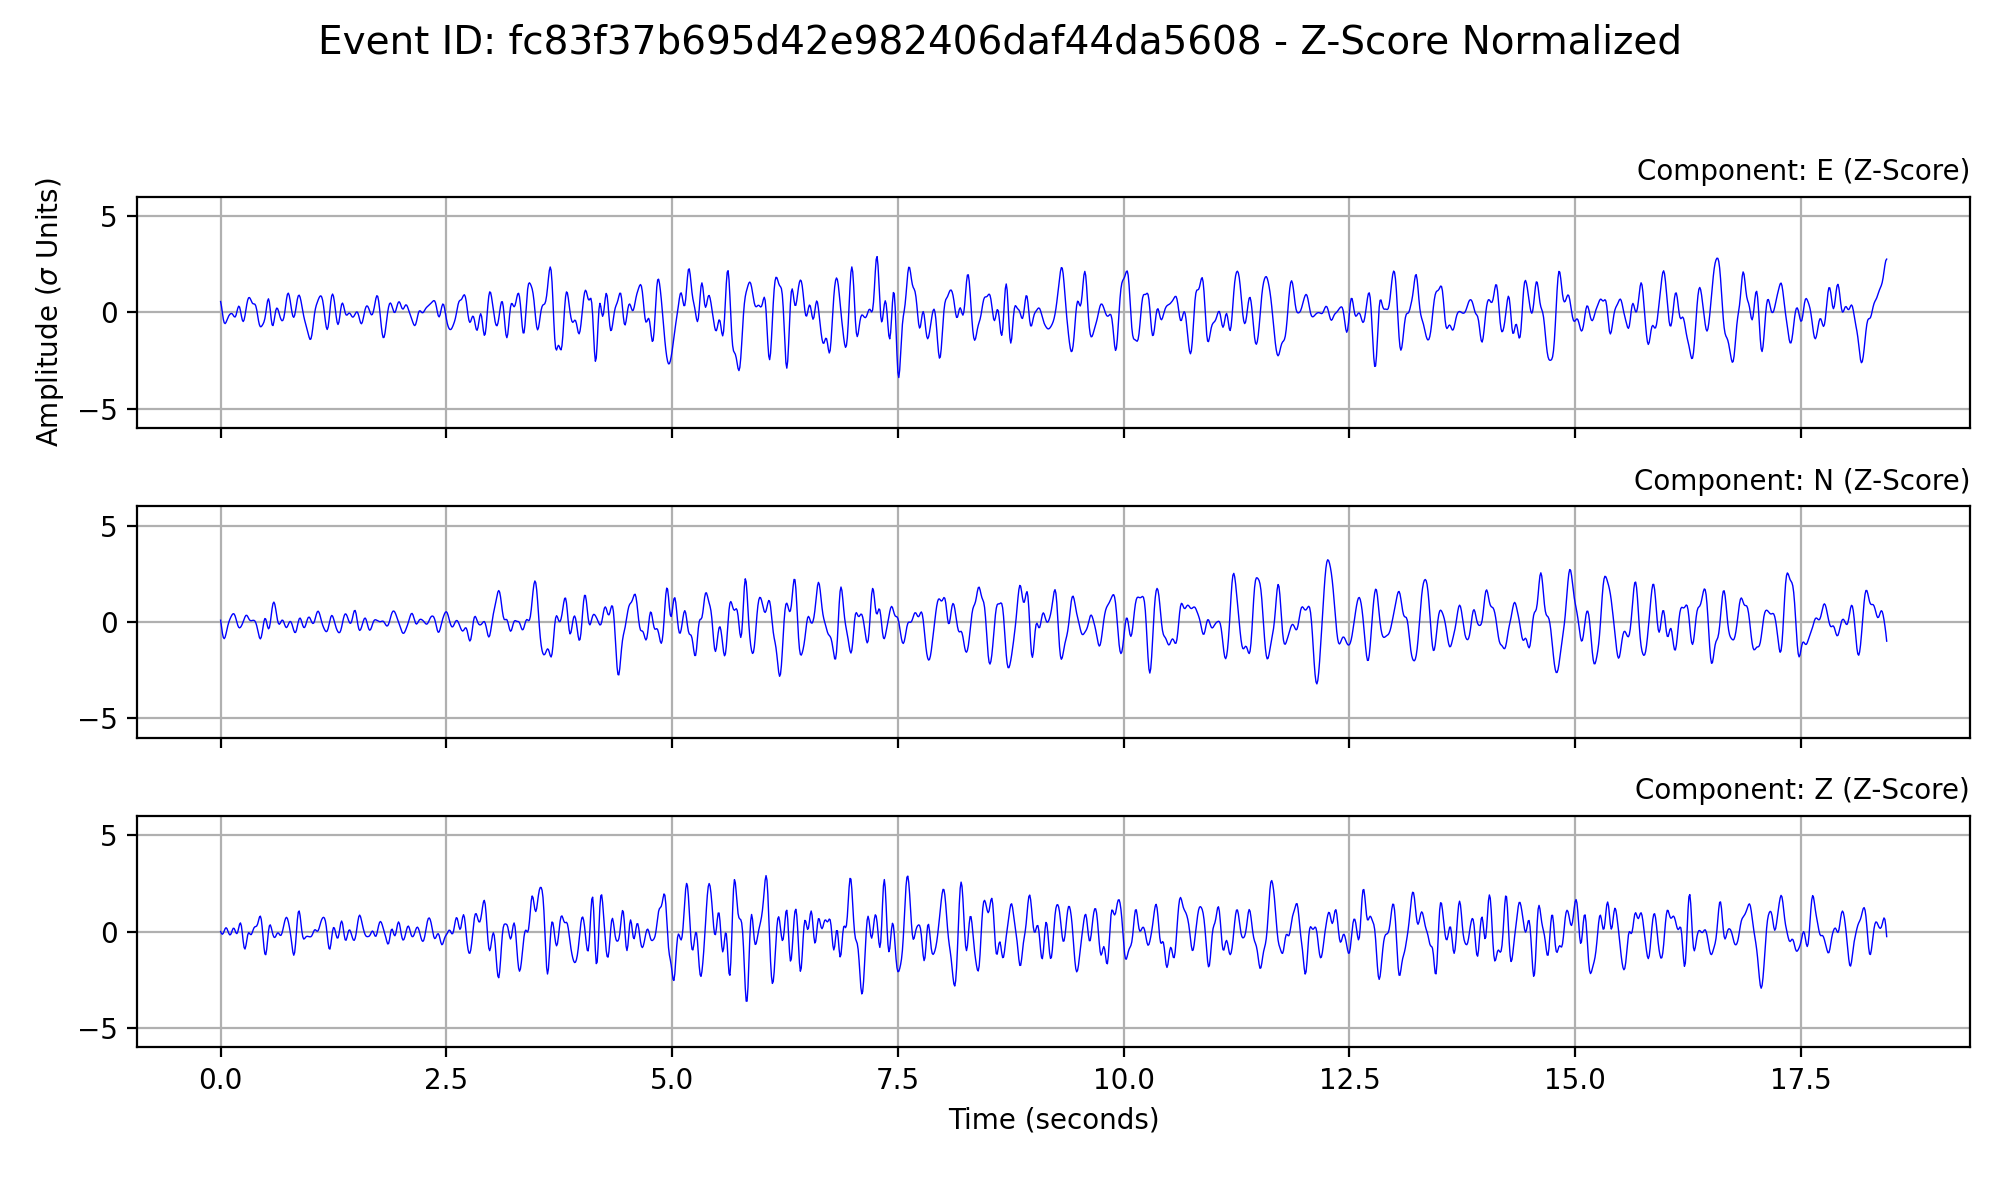 Event ID: fc83f37b695d42e982406daf44da5608 - Z-Score Normalized
Component: E (Z-Score)
Amplitude (σ Units)
5
0
−5
Component: N (Z-Score)
5
0
−5
Component: Z (Z-Score)
5
0
−5
0.0 2.5 5.0 7.5 10.0 12.5 15.0 17.5
Time (seconds)